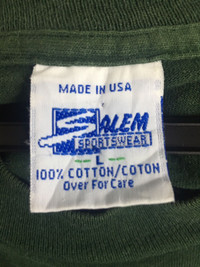 MADE IN USA
SALEM
SPORTSWEAR
- L -
100% COTTON/COTON
Over For Care